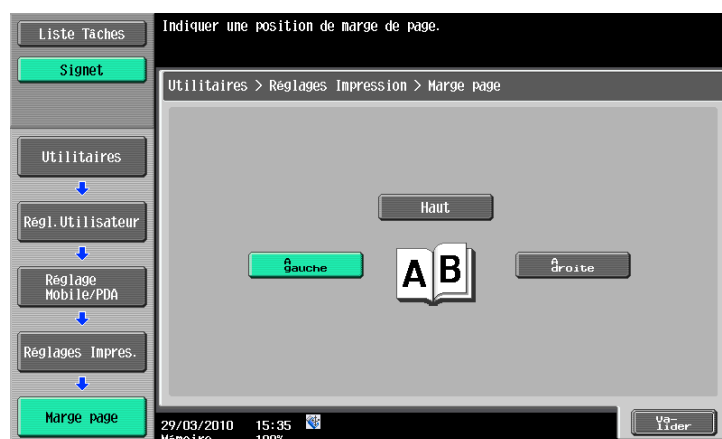 Liste Tâches
Signet
Indiquer une position de marge de page.
Utilitaires > Réglages Impression > Marge page
Utilitaires
Régl.Utilisateur
Réglage
Mobile/PDA
Réglages Impres.
Marge page
Haut
A
gauche
A B
A
droite
29/03/2010 15:35
Mémoire 100%
Va-
lider